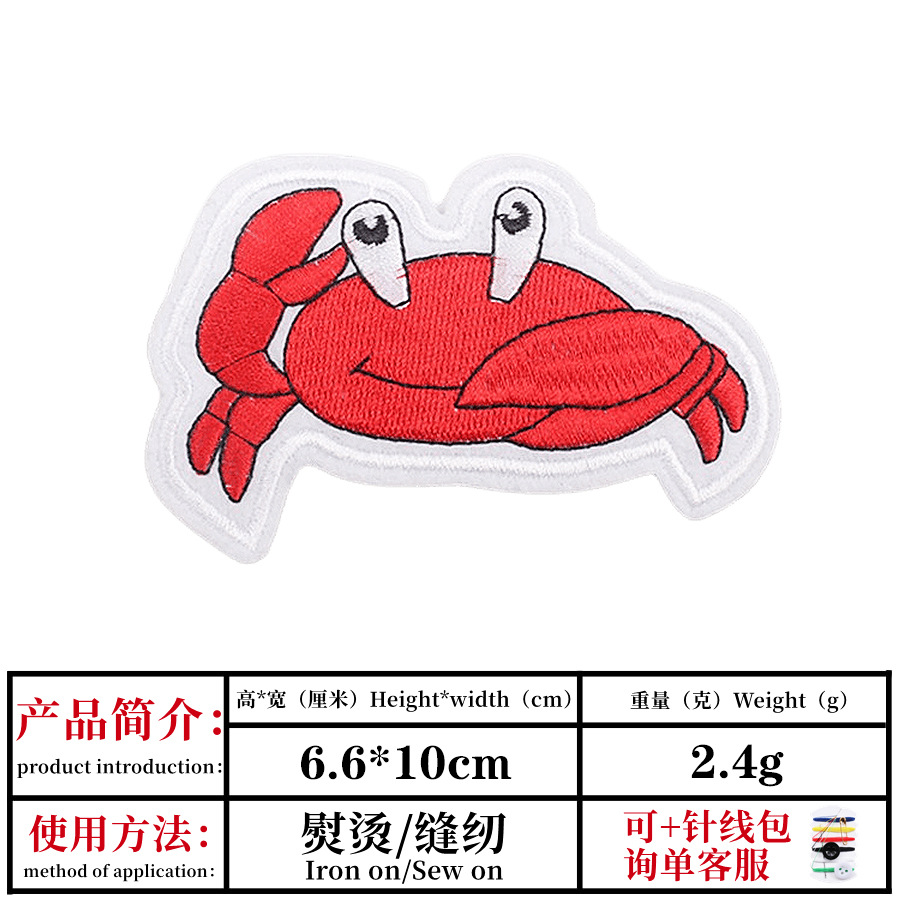 产品简介：
product introduction：
高*宽（厘米）Height*width（cm）
重量（克）Weight（g）
6.6*10cm
2.4g
使用方法：
method of application：
熨烫/缝纫
Iron on/Sew on
可+针线包
询单客服